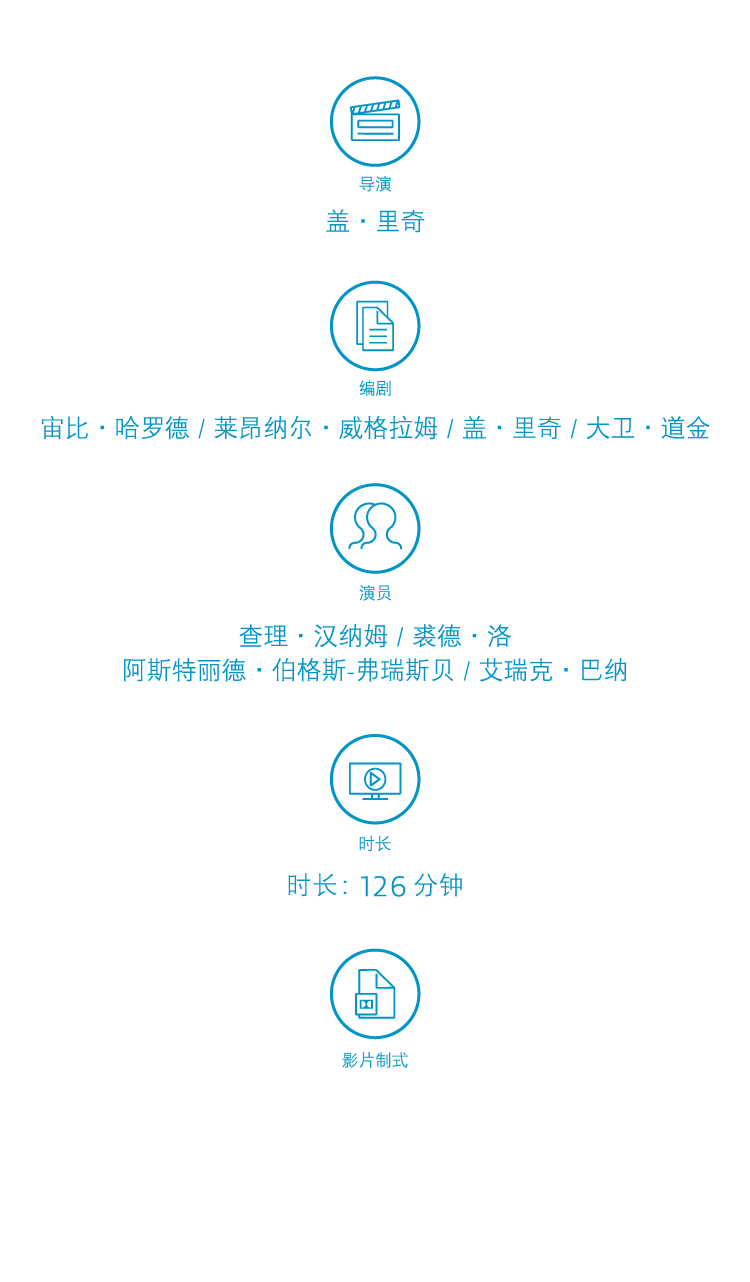 导演
盖·里奇
编剧
宙比·哈罗德 / 莱昂纳尔·威格拉姆 / 盖·里奇 / 大卫·道金
演员
查理·汉纳姆 / 裘德·洛
阿斯特丽德·伯格斯-弗瑞斯贝 / 艾瑞克·巴纳
时长
时长：126 分钟
影片制式